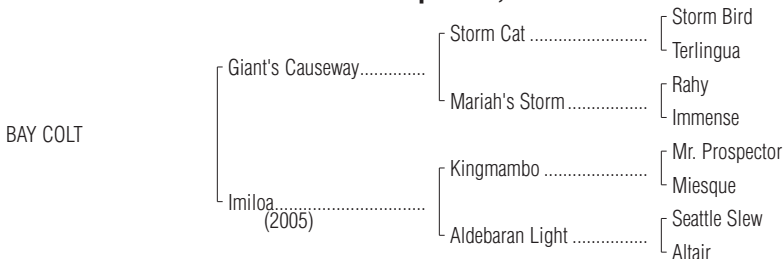 Storm Bird
Storm Cat ..............................
Terlingua
Giant's Causeway..............
Rahy
Mariah's Storm.................
Immense
BAY COLT
Mr. Prospector
Kingmambo ......................
Miesque
Imiloa................................
(2005)
Seattle Slew
Aldebaran Light ................
Altair